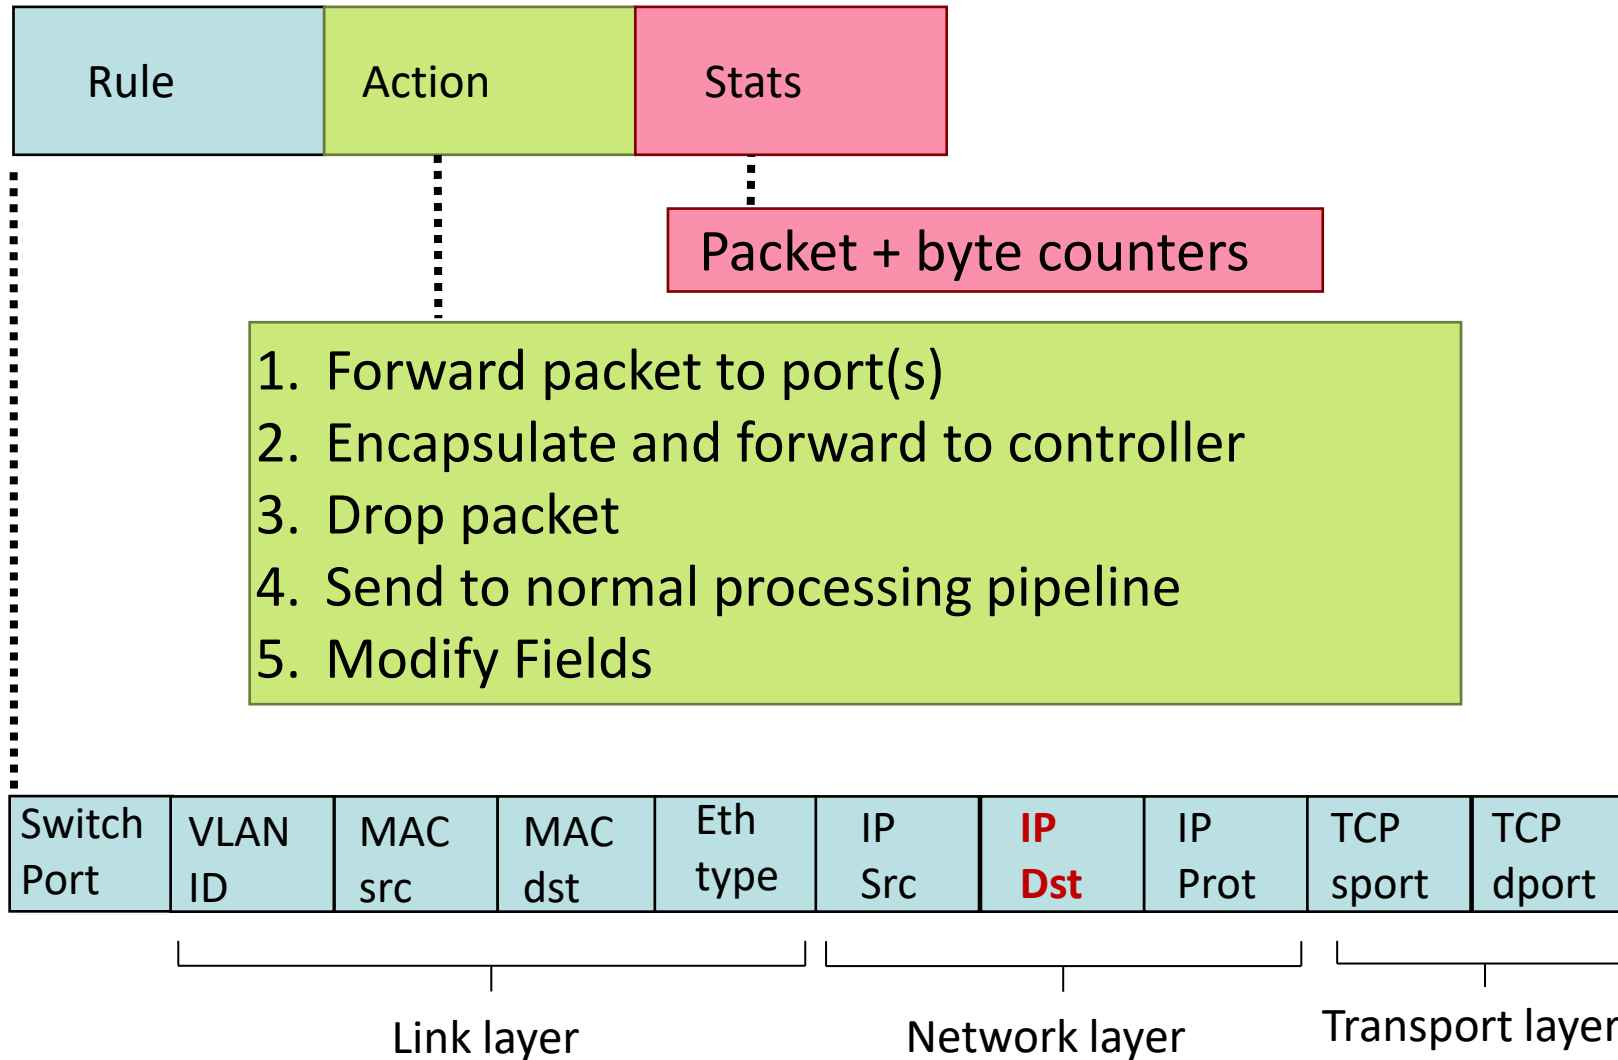 Rule
Action
Stats
Packet + byte counters
1. Forward packet to port(s)
2. Encapsulate and forward to controller
3. Drop packet
4. Send to normal processing pipeline
5. Modify Fields
Switch
Port
VLAN
ID
MAC
src
MAC
dst
Eth
type
IP
Src
IP
Dst
IP
Prot
TCP
sport
TCP
dport
Link layer
Network layer
Transport layer